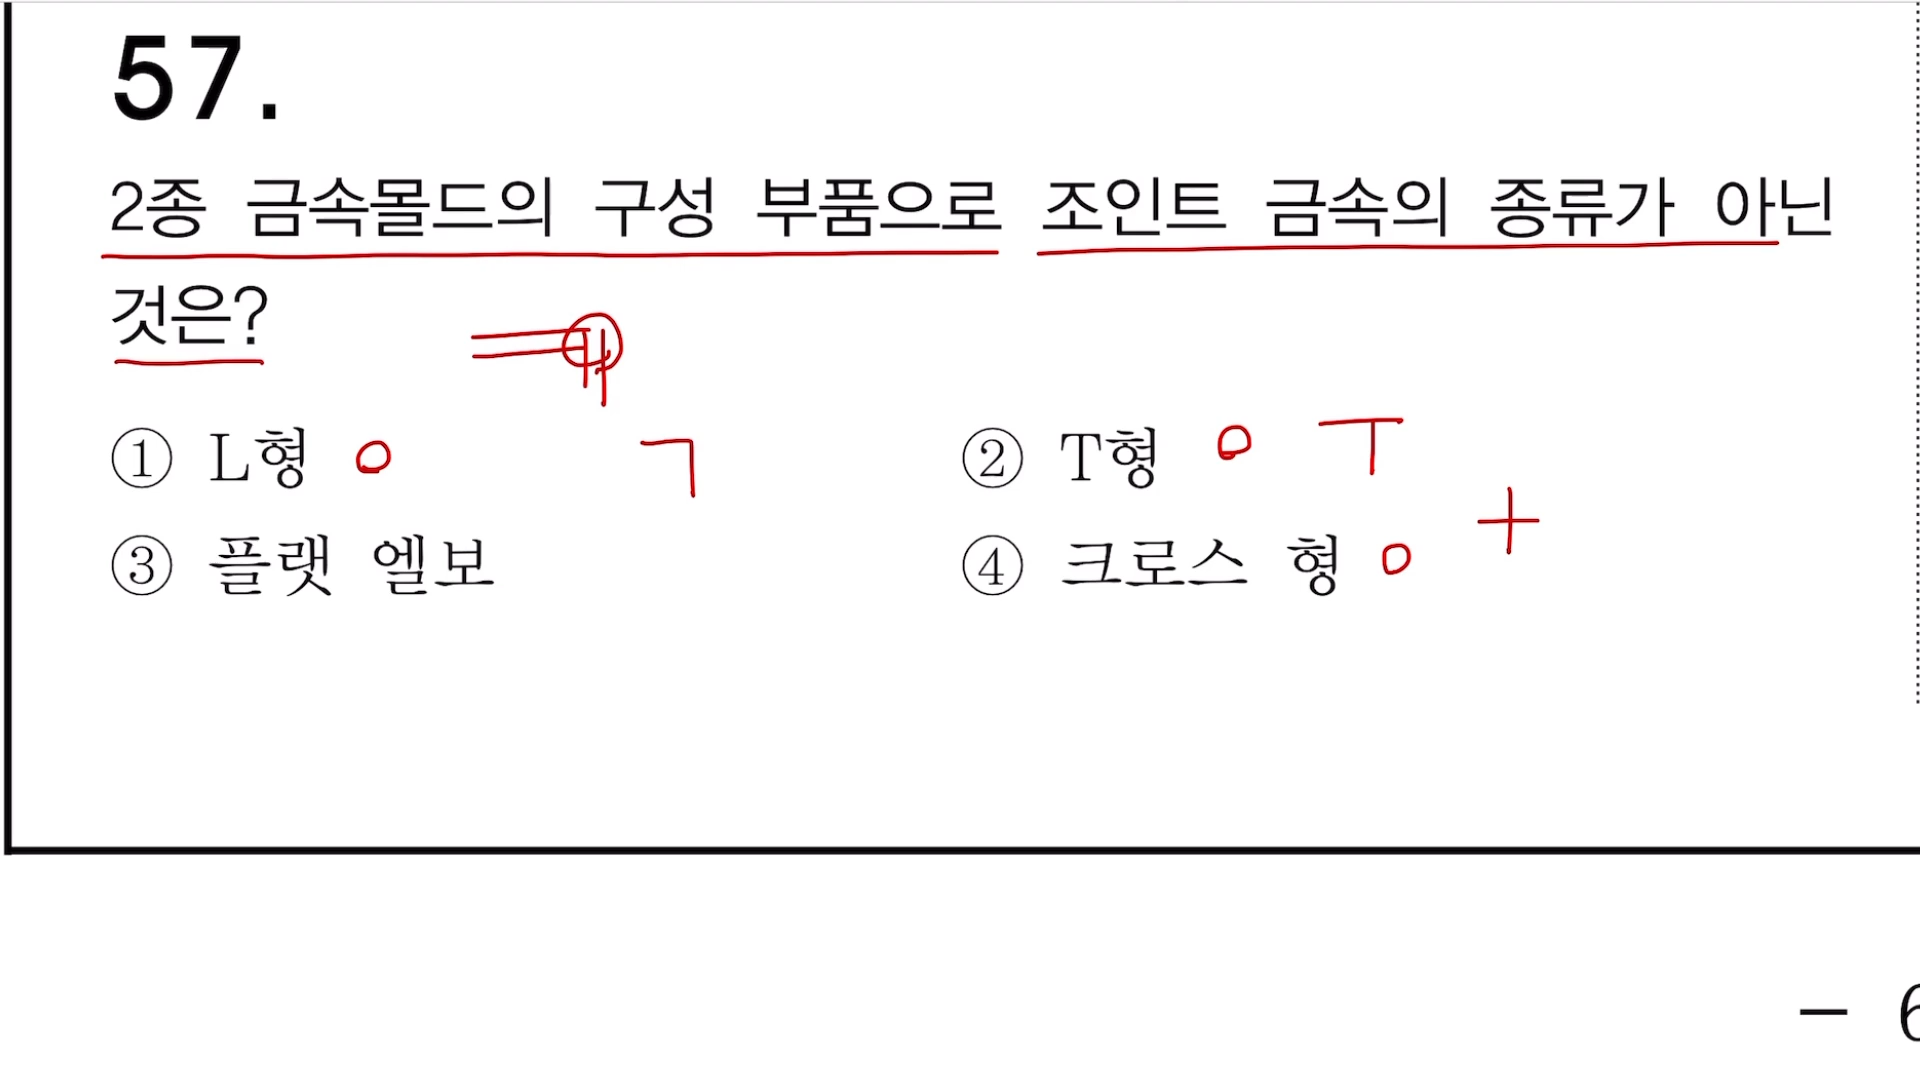 57.
2종 금속몰드의 구성 부품으로 조인트 금속의 종류가 아닌
것은?
① L형 o ㄱ ② T형 o ㅜ
③ 플랫 엘보 ④ 크로스 형 o +
– 6